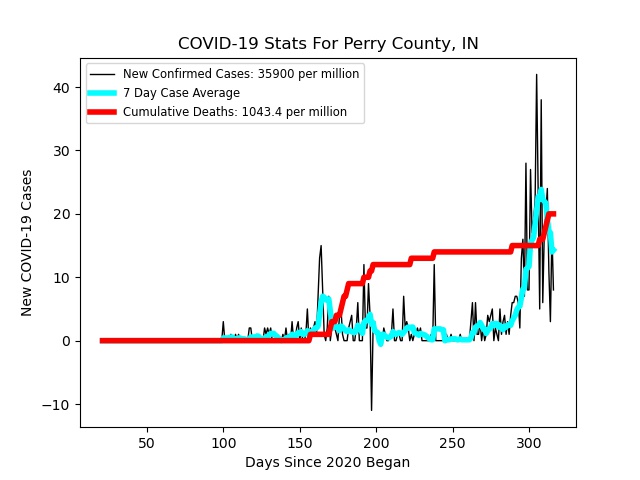 COVID-19 Stats For Perry County, IN
New Confirmed Cases: 35900 per million
7 Day Case Average
Cumulative Deaths: 1043.4 per million
New COVID-19 Cases
40
30
20
10
0
−10
50 100 150 200 250 300
Days Since 2020 Began